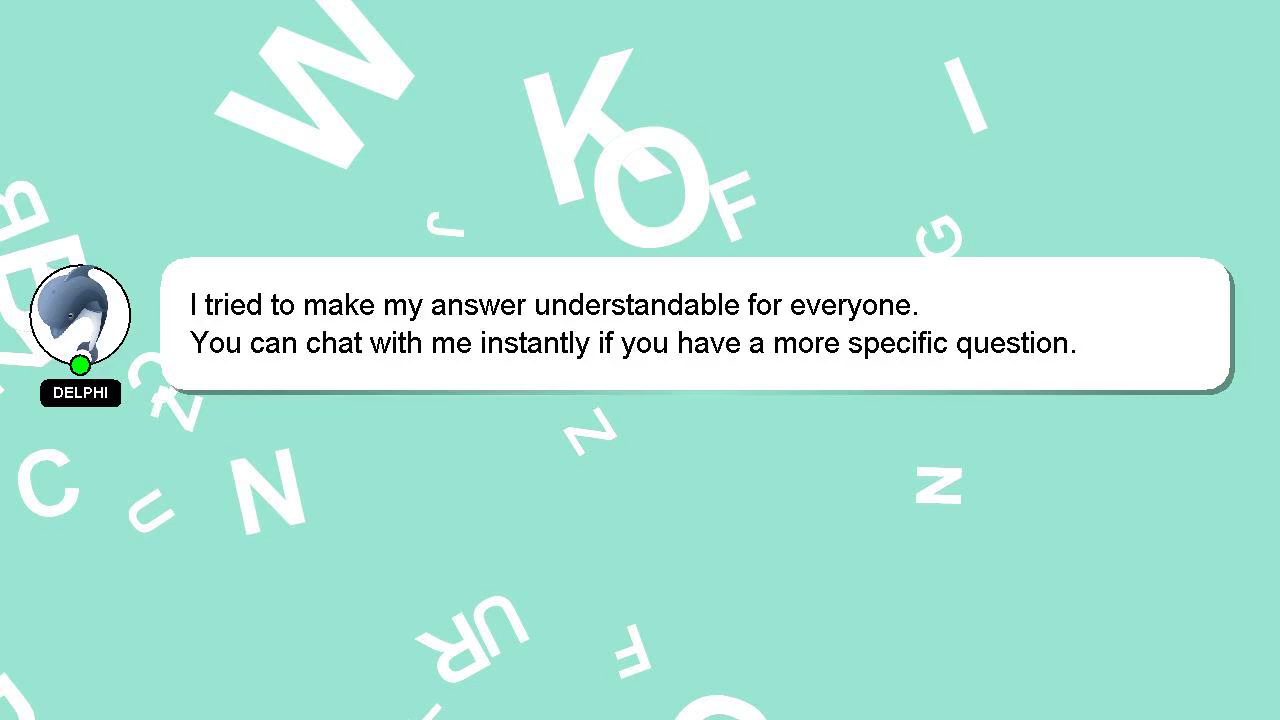 W
K
I
O
F
J
G
I tried to make my answer understandable for everyone.
You can chat with me instantly if you have a more specific question.
DELPHI
C
Z
N
C
U
N
N
U
R
F